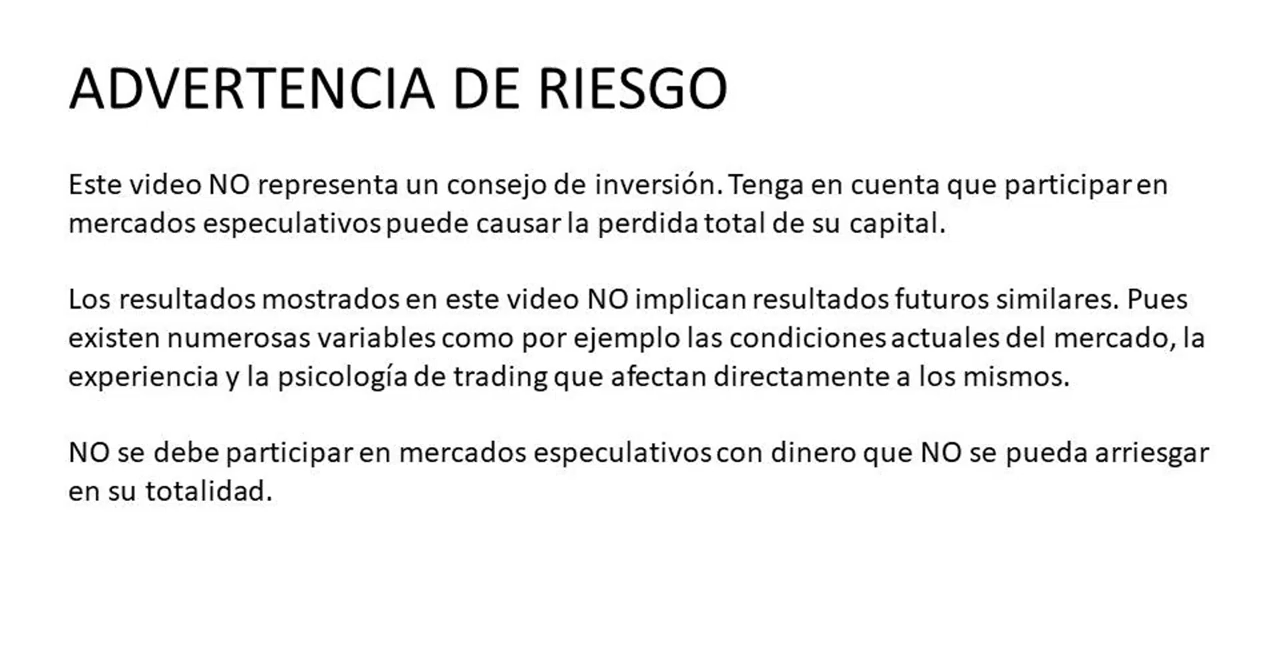 ADVERTENCIA DE RIESGO
Este video NO representa un consejo de inversión. Tenga en cuenta que participar en
mercados especulativos puede causar la perdida total de su capital.
Los resultados mostrados en este video NO implican resultados futuros similares. Pues
existen numerosas variables como por ejemplo las condiciones actuales del mercado, la
experiencia y la psicología de trading que afectan directamente a los mismos.
NO se debe participar en mercados especulativos con dinero que NO se pueda arriesgar
en su totalidad.